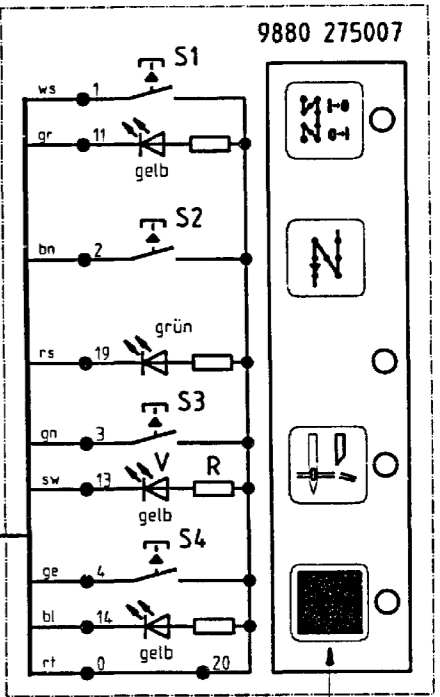 9880 275007
S1
ws 1
gr 11
gelb
S2
bn 2
grün
rs 19
S3
gn 3
V R
sw 13
gelb
S4
ge 4
bl 14
gelb
rt 0 20